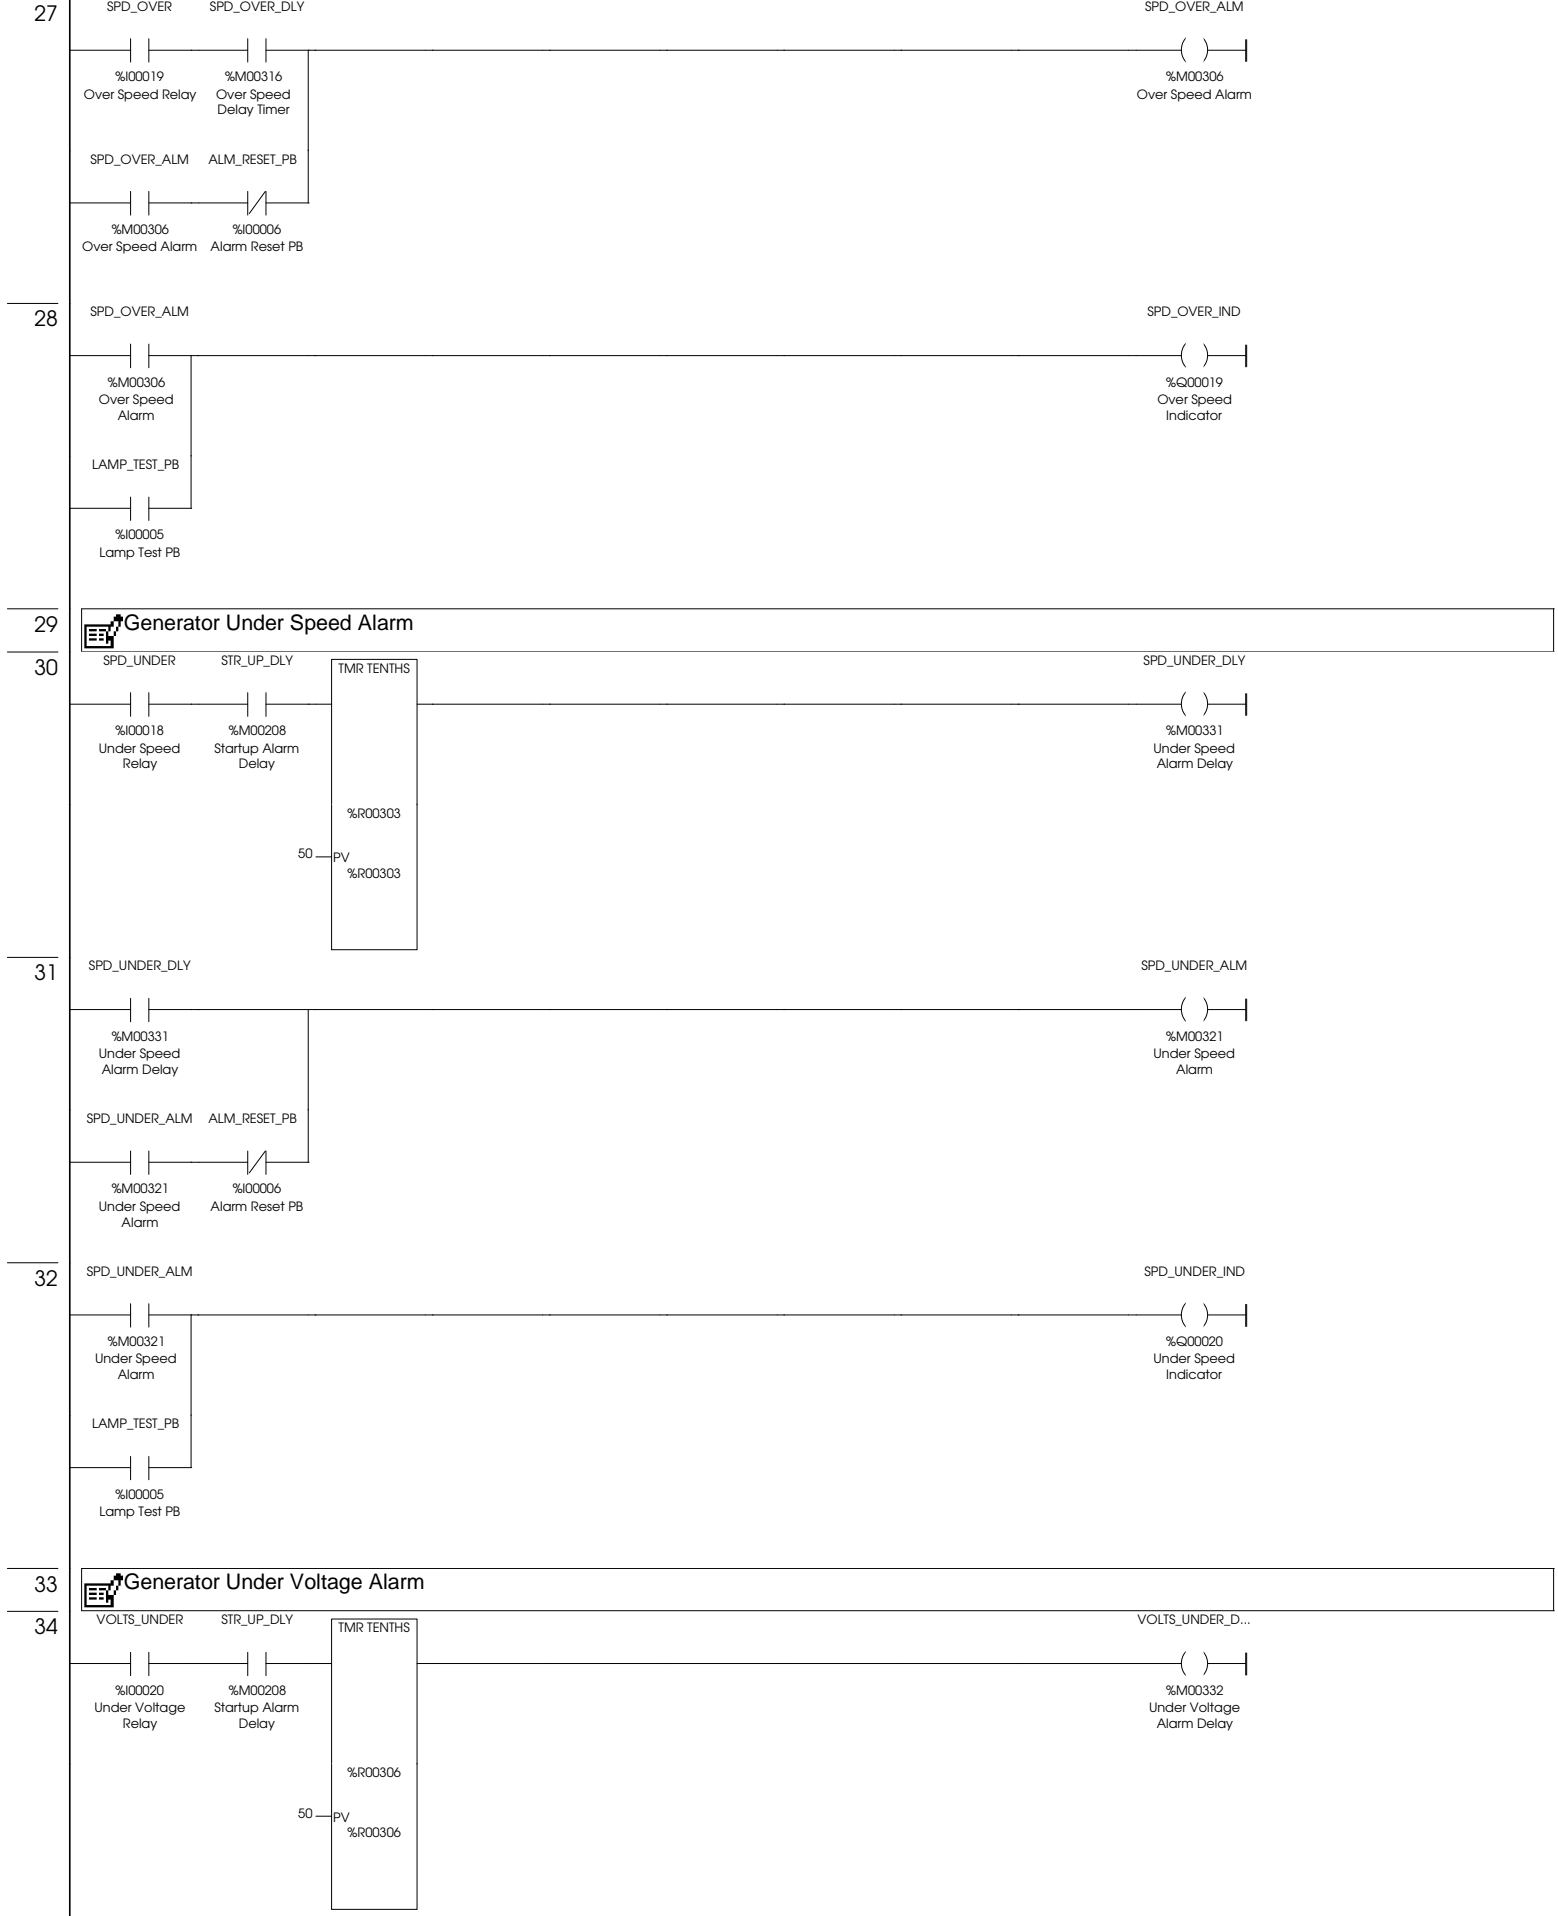 27
SPD_OVER SPD_OVER_DLY SPD_OVER_ALM
%I00019 %M00316 %M00306
Over Speed Relay Over Speed Over Speed Alarm
Delay Timer
SPD_OVER_ALM ALM_RESET_PB
%M00306 %I00006
Over Speed Alarm Alarm Reset PB
28
SPD_OVER_ALM SPD_OVER_IND
%M00306 %Q00019
Over Speed Over Speed
Alarm Indicator
LAMP_TEST_PB
%I00005
Lamp Test PB
29 Generator Under Speed Alarm
30
SPD_UNDER STR_UP_DLY TMR TENTHS SPD_UNDER_DLY
%I00018 %M00208 %M00331
Under Speed Startup Alarm Under Speed
Relay Delay Alarm Delay
%R00303
50 PV
%R00303
31
SPD_UNDER_DLY SPD_UNDER_ALM
%M00331 %M00321
Under Speed Under Speed
Alarm Delay Alarm
SPD_UNDER_ALM ALM_RESET_PB
%M00321 %I00006
Under Speed Alarm Reset PB
Alarm
32
SPD_UNDER_ALM SPD_UNDER_IND
%M00321 %Q00020
Under Speed Under Speed
Alarm Indicator
LAMP_TEST_PB
%I00005
Lamp Test PB
33 Generator Under Voltage Alarm
34
VOLTS_UNDER STR_UP_DLY TMR TENTHS VOLTS_UNDER_D...
%I00020 %M00208 %M00332
Under Voltage Startup Alarm Under Voltage
Relay Delay Alarm Delay
%R00306
50 PV
%R00306